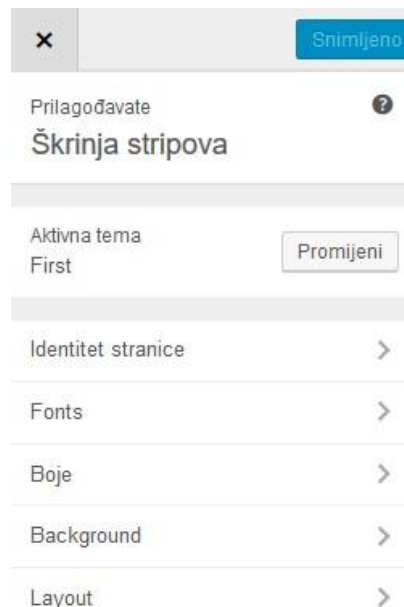 Snimljeno
Prilagođavate
Škrinja stripova
Aktivna tema
First
Promijeni
Identitet stranice
Fonts
Boje
Background
Layout